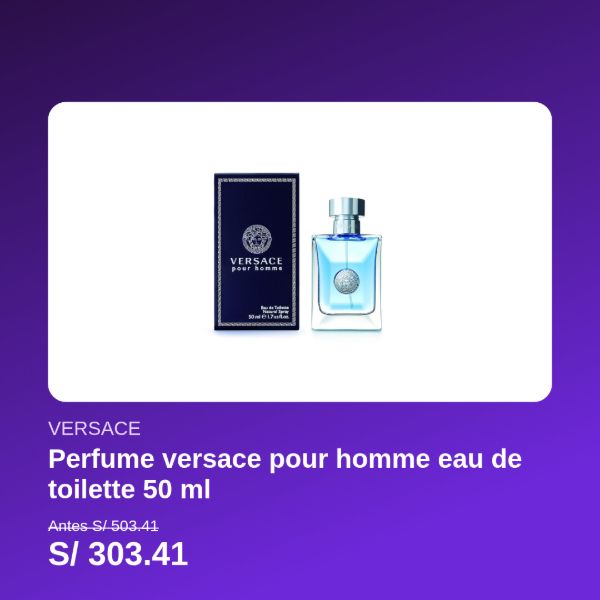 VERSACE
pour homme
Eau de Toilette
Natural Spray
50 ml e 1.7 us fl.oz.
VERSACE
Perfume versace pour homme eau de
toilette 50 ml
Antes S/ 503.41
S/ 303.41